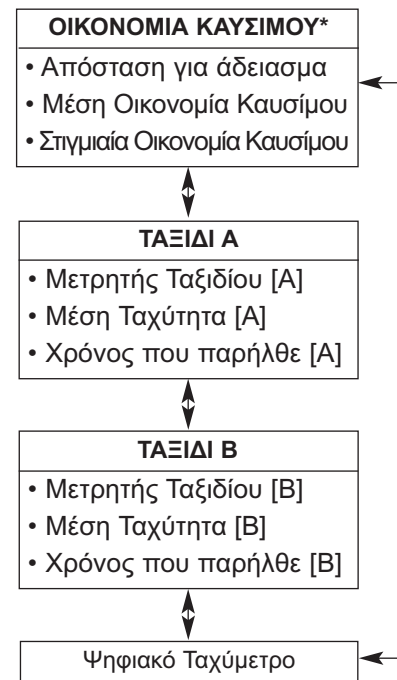 ΟΙΚΟΝΟΜΙΑ ΚΑΥΣΙΜΟΥ*
• Απόσταση για άδειασμα
• Μέση Οικονομία Καυσίμου
• Στιγμιαία Οικονομία Καυσίμου
ΤΑΞΙΔΙ Α
• Μετρητής Ταξιδίου [Α]
• Μέση Ταχύτητα [Α]
• Χρόνος που παρήλθε [Α]
ΤΑΞΙΔΙ Β
• Μετρητής Ταξιδίου [Β]
• Μέση Ταχύτητα [Β]
• Χρόνος που παρήλθε [Β]
Ψηφιακό Ταχύμετρο